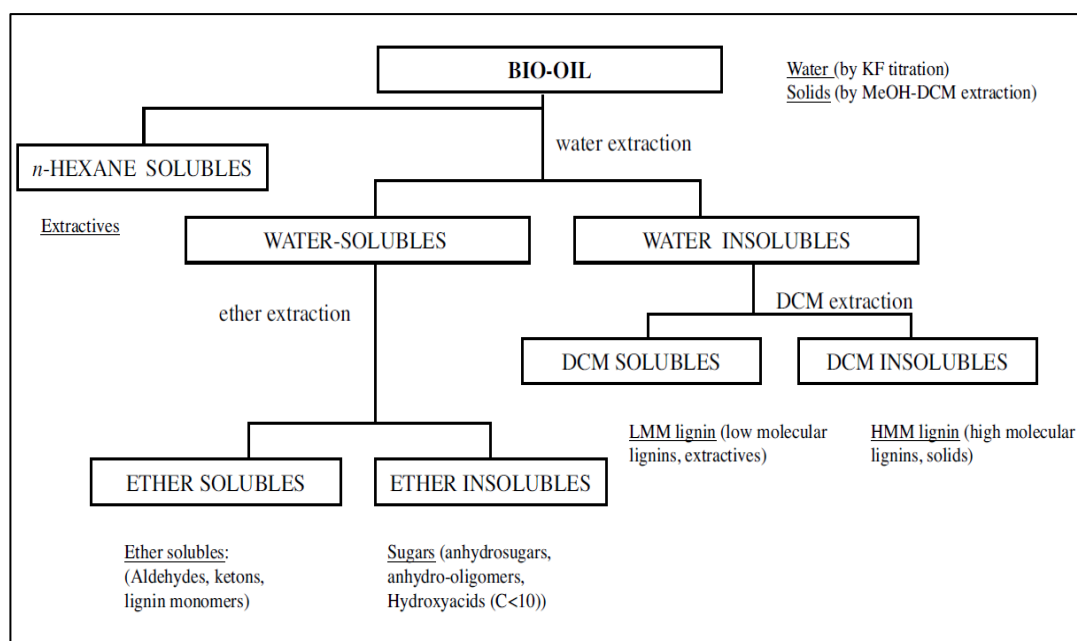 BIO-OIL
Water (by KF titration)
Solids (by MeOH-DCM extraction)
water extraction
n-HEXANE SOLUBLES
Extractives
WATER-SOLUBLES
WATER INSOLUBLES
ether extraction
DCM extraction
DCM SOLUBLES
DCM INSOLUBLES
LMM lignin (low molecular
lignins, extractives)
HMM lignin (high molecular
lignins, solids)
ETHER SOLUBLES
ETHER INSOLUBLES
Ether solubles:
(Aldehydes, ketons,
lignin monomers)
Sugars (anhydrosugars,
anhydro-oligomers,
Hydroxyacids (C<10))